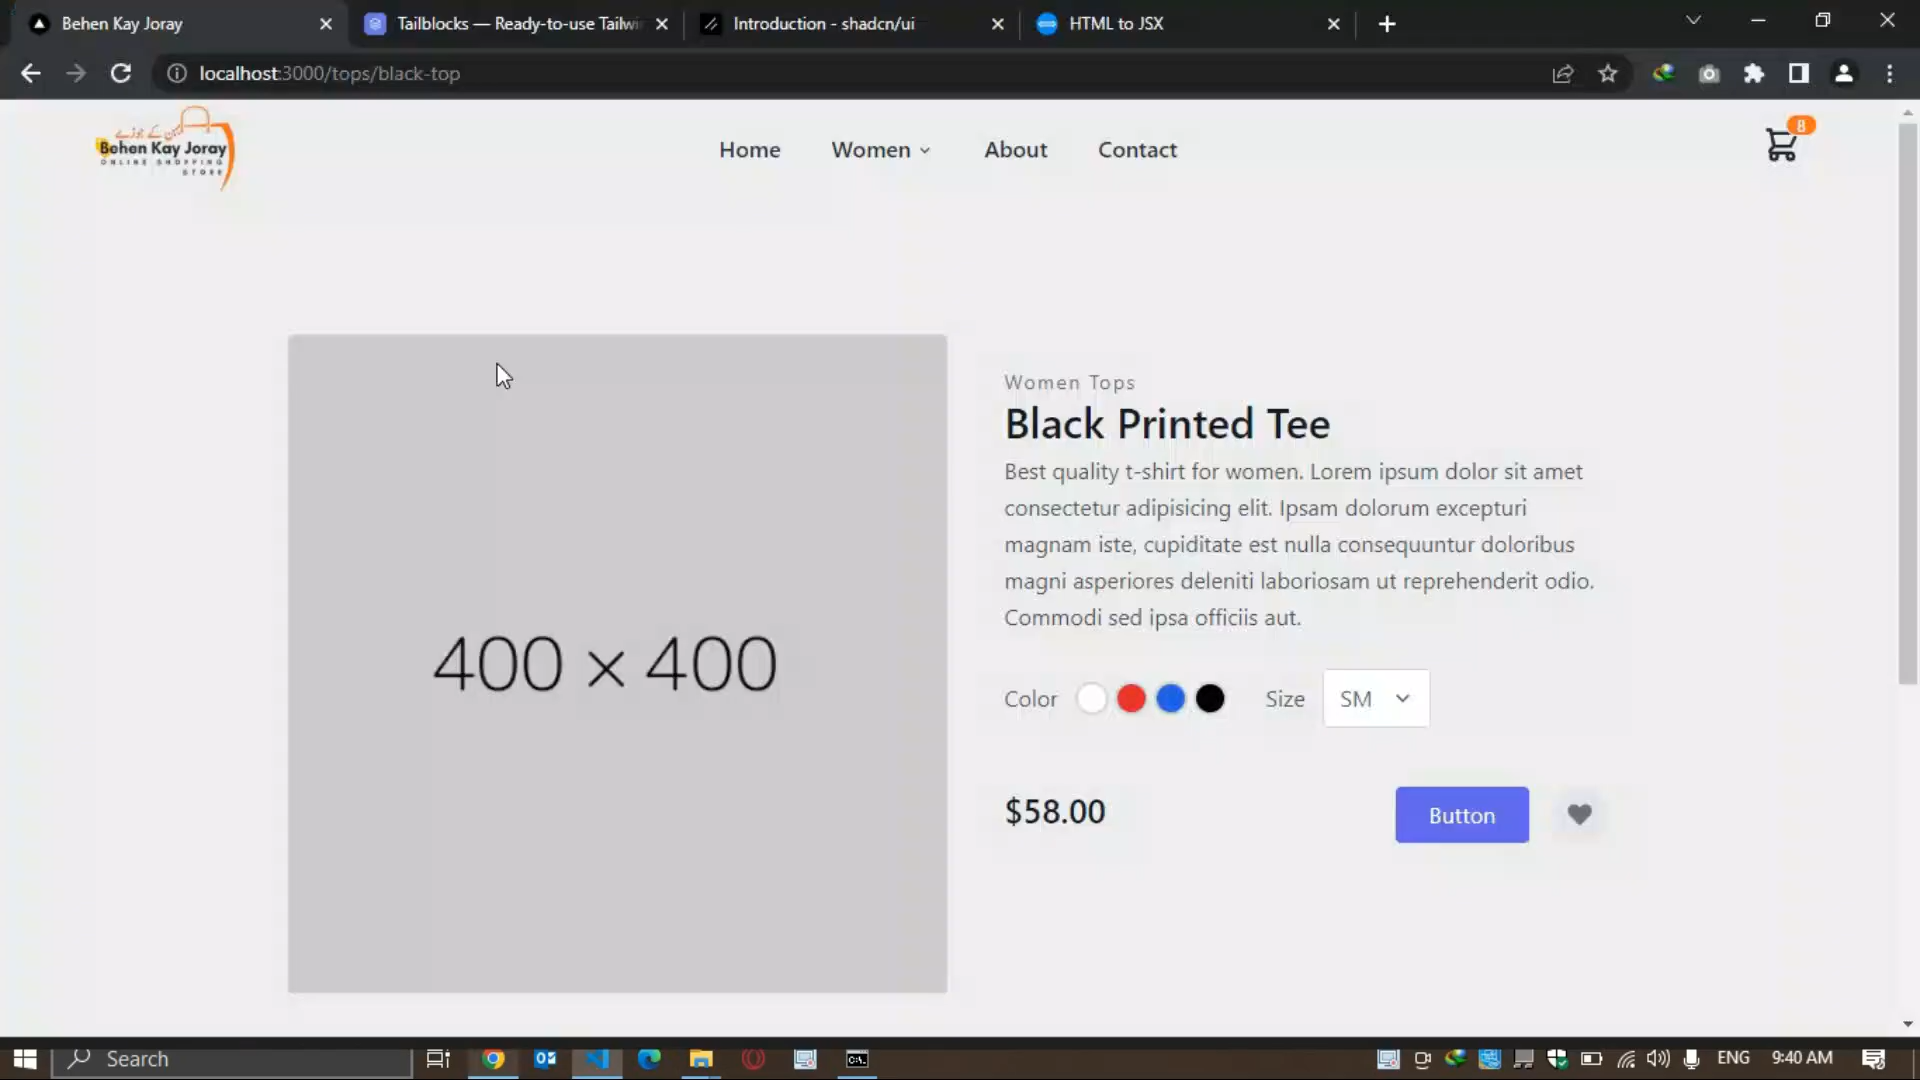 Behen Kay Joray
Tailblocks — Ready-to-use Tailwi
Introduction - shadcn/ui
HTML to JSX
localhost:3000/tops/black-top
بہن کے جوڑے
Behen Kay Joray
ONLINE SHOPPING
STORE
Home
Women
About
Contact
8
400 × 400
Women Tops
Black Printed Tee
Best quality t-shirt for women. Lorem ipsum dolor sit amet
consectetur adipisicing elit. Ipsam dolorum excepturi
magnam iste, cupiditate est nulla consequuntur doloribus
magni asperiores deleniti laboriosam ut reprehenderit odio.
Commodi sed ipsa officiis aut.
Color
Size
SM
$58.00
Button
Search
ENG
9:40 AM